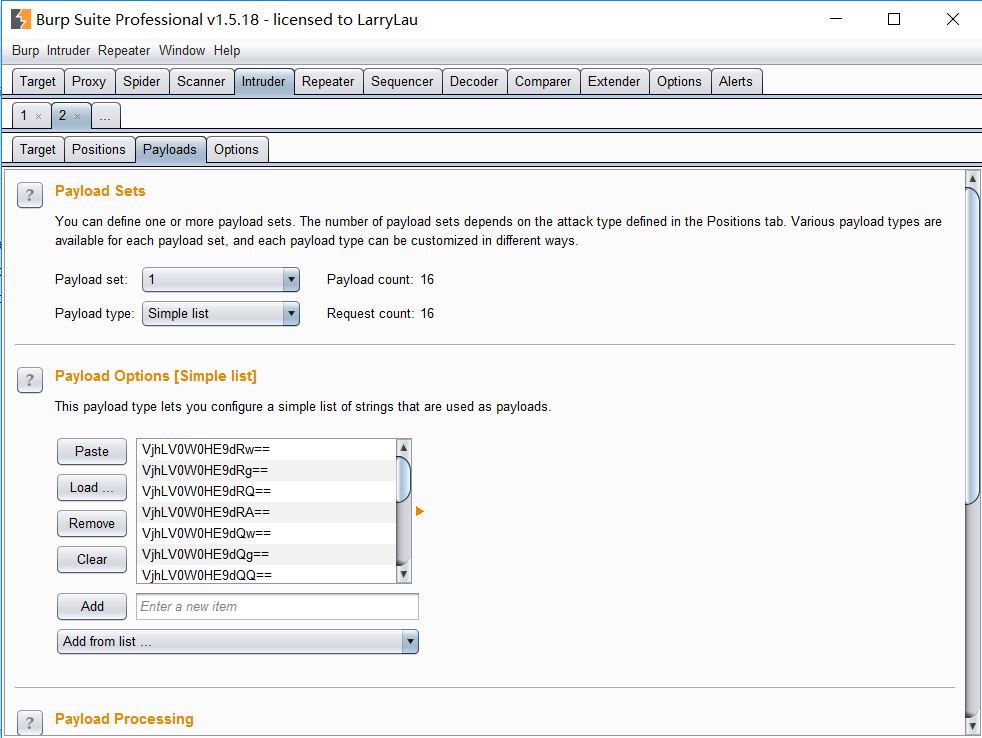 Burp Suite Professional v1.5.18 - licensed to LarryLau
Burp Intruder Repeater Window Help
Target Proxy Spider Scanner Intruder Repeater Sequencer Decoder Comparer Extender Options Alerts
1 × 2 × ...
Target Positions Payloads Options
? Payload Sets
You can define one or more payload sets. The number of payload sets depends on the attack type defined in the Positions tab. Various payload types are
available for each payload set, and each payload type can be customized in different ways.
Payload set: 1 Payload count: 16
Payload type: Simple list Request count: 16
? Payload Options [Simple list]
This payload type lets you configure a simple list of strings that are used as payloads.
Paste VjhLV0W0HE9dRw==
VjhLV0W0HE9dRg==
Load ... VjhLV0W0HE9dRQ==
VjhLV0W0HE9dRA==
Remove VjhLV0W0HE9dQw==
Clear VjhLV0W0HE9dQg==
VjhLV0W0HE9dQQ==
Add Enter a new item
Add from list ...
? Payload Processing